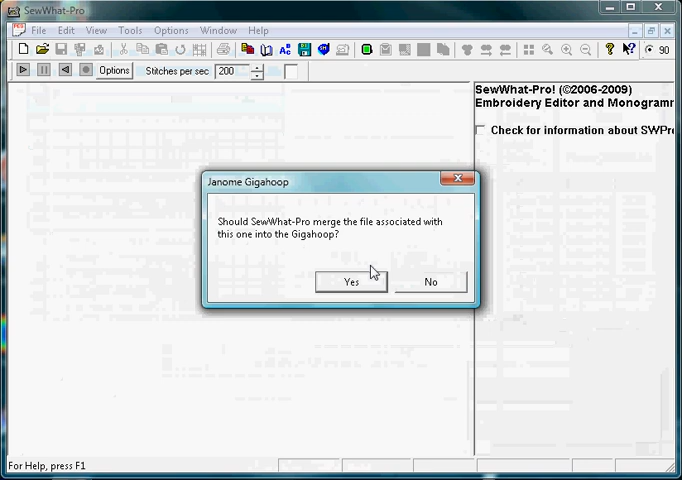 SewWhat-Pro
File Edit View Tools Options Window Help
90
Options Stitches per sec 200
SewWhat-Pro! (©2006-2009)
Embroidery Editor and Monogramm
Check for information about SWPro
Janome Gigahoop
Should SewWhat-Pro merge the file associated with
this one into the Gigahoop?
Yes No
For Help, press F1